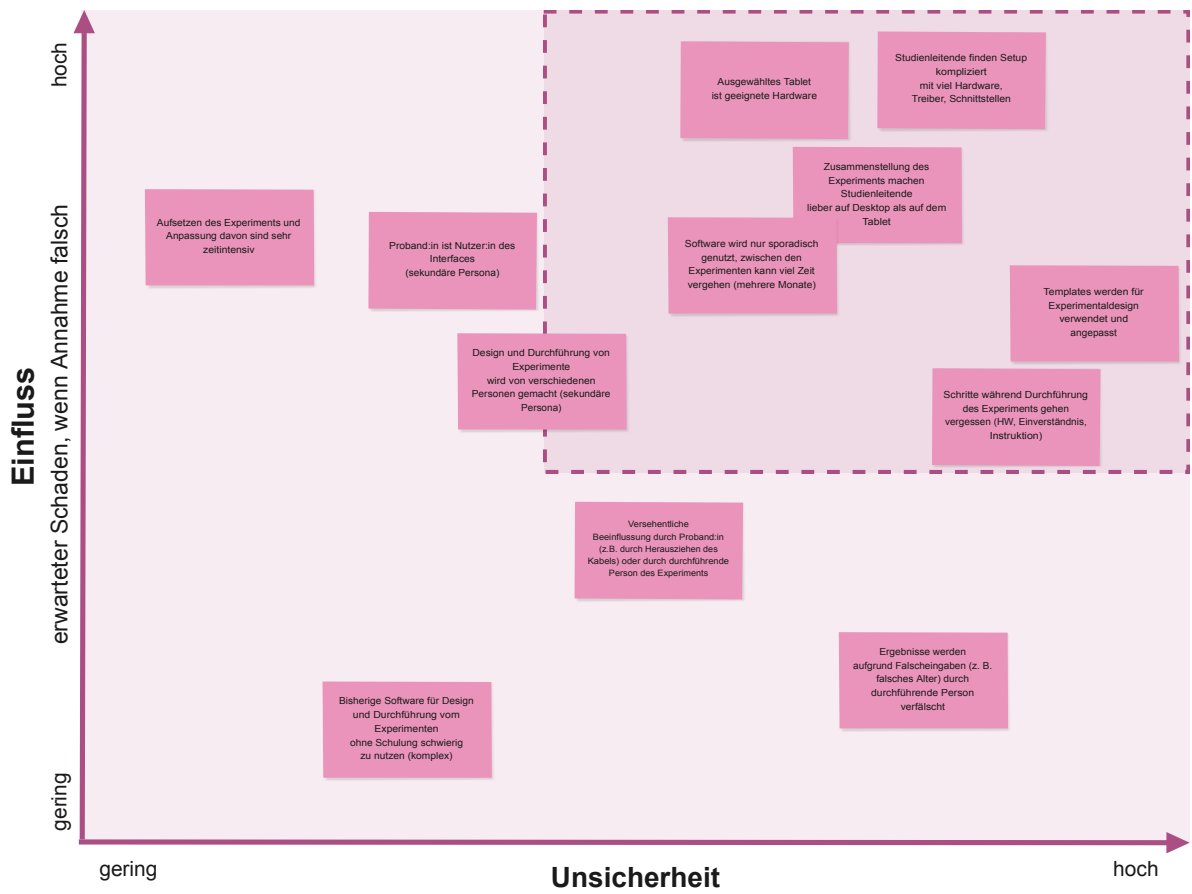 hoch
Einfluss
erwarteter Schaden, wenn Annahme falsch
gering
Ausgewähltes Tablet
ist geeignete Hardware
Studienleitende finden Setup
kompliziert
mit viel Hardware,
Treiber, Schnittstellen
Zusammenstellung des
Experiments machen
Studienleitende
lieber auf Desktop als auf dem
Tablet
Aufsetzen des Experiments und
Anpassung davon sind sehr
zeitintensiv
Proband:in ist Nutzer:in des
Interfaces
(sekundäre Persona)
Software wird nur sporadisch
genutzt, zwischen den
Experimenten kann viel Zeit
vergehen (mehrere Monate)
Templates werden für
Experimentaldesign
verwendet und
angepasst
Design und Durchführung von
Experimente
wird von verschiedenen
Personen gemacht (sekundäre
Persona)
Schritte während Durchführung
des Experiments gehen
vergessen (HW, Einverständnis,
Instruktion)
Versehentliche
Beeinflussung durch Proband:in
(z.B. durch Herausziehen des
Kabels) oder durch durchführende
Person des Experiments
Ergebnisse werden
aufgrund Falscheingaben (z. B.
falsches Alter) durch
durchführende Person
verfälscht
Bisherige Software für Design
und Durchführung vom
Experimenten
ohne Schulung schwierig
zu nutzen (komplex)
gering
Unsicherheit
hoch